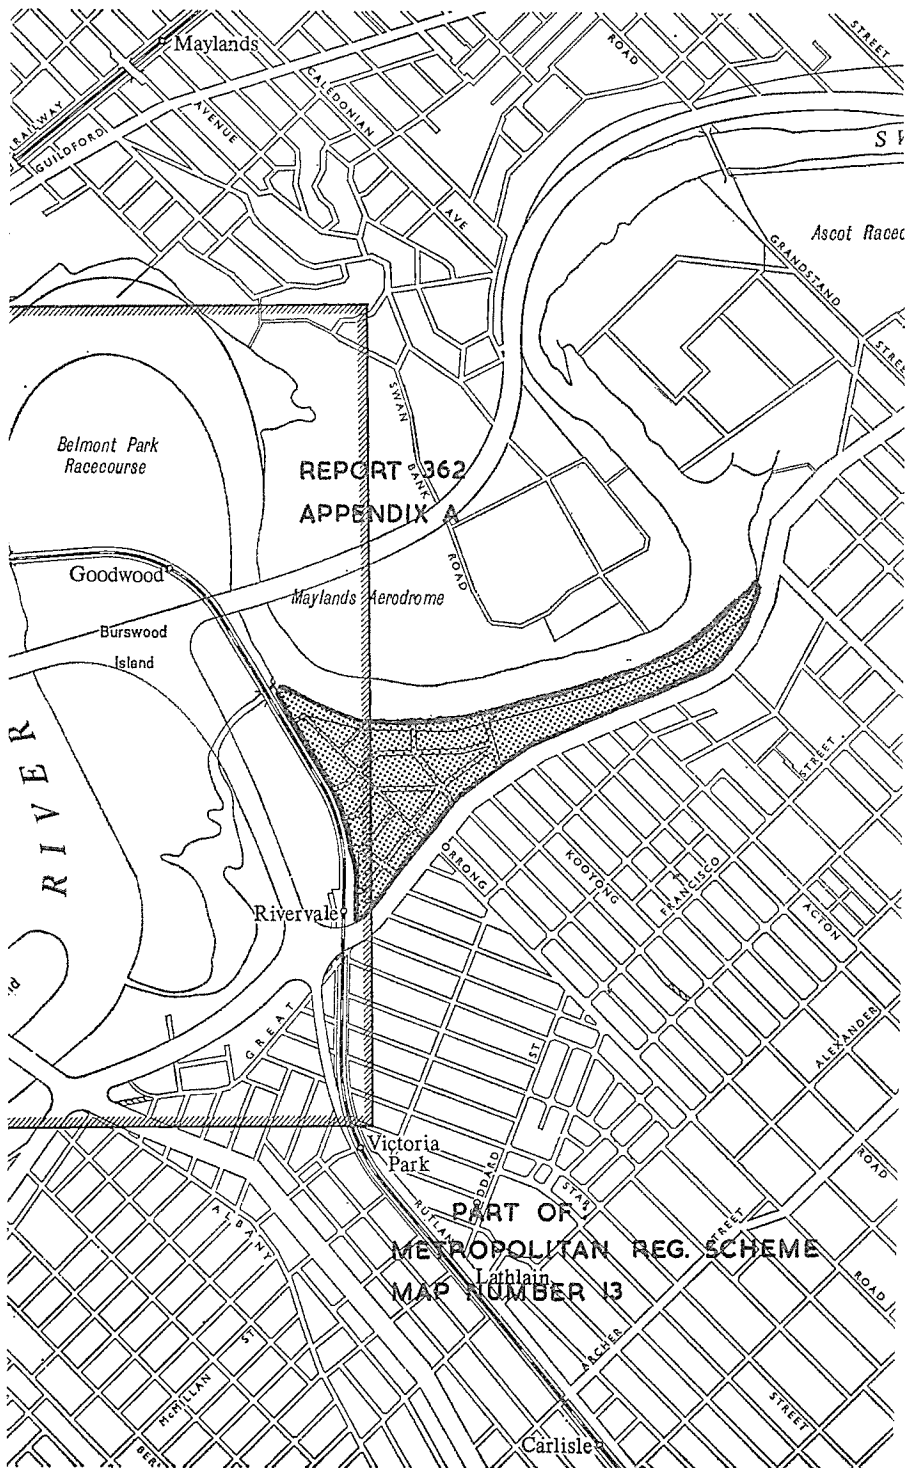 Maylands
STREET
ROAD
CALEDONIAN
RAILWAY
AVENUE
GUILDFORD
S
AVE
Ascot Racec
GRANDSTAND
STREE
SWAN
BANK
ROAD
Belmont Park
Racecourse
REPORT 362
APPENDIX A
Goodwood
Maylands Aerodrome
Burswood
Island
RIVER
STREET
ORRONG
KOOYONG
FRANCISCO
ACTON
Rivervale
GREAT
ST
ALEXANDER
ROAD
Victoria
Park
GODDARD
STAR
STREET
ALBANY
RUTLAN
PART OF
METROPOLITAN REG. SCHEME
MAP NUMBER 13
Lathlain
ROAD
ARCHER
ST
McMILLAN
STREET
BER
Carlisle